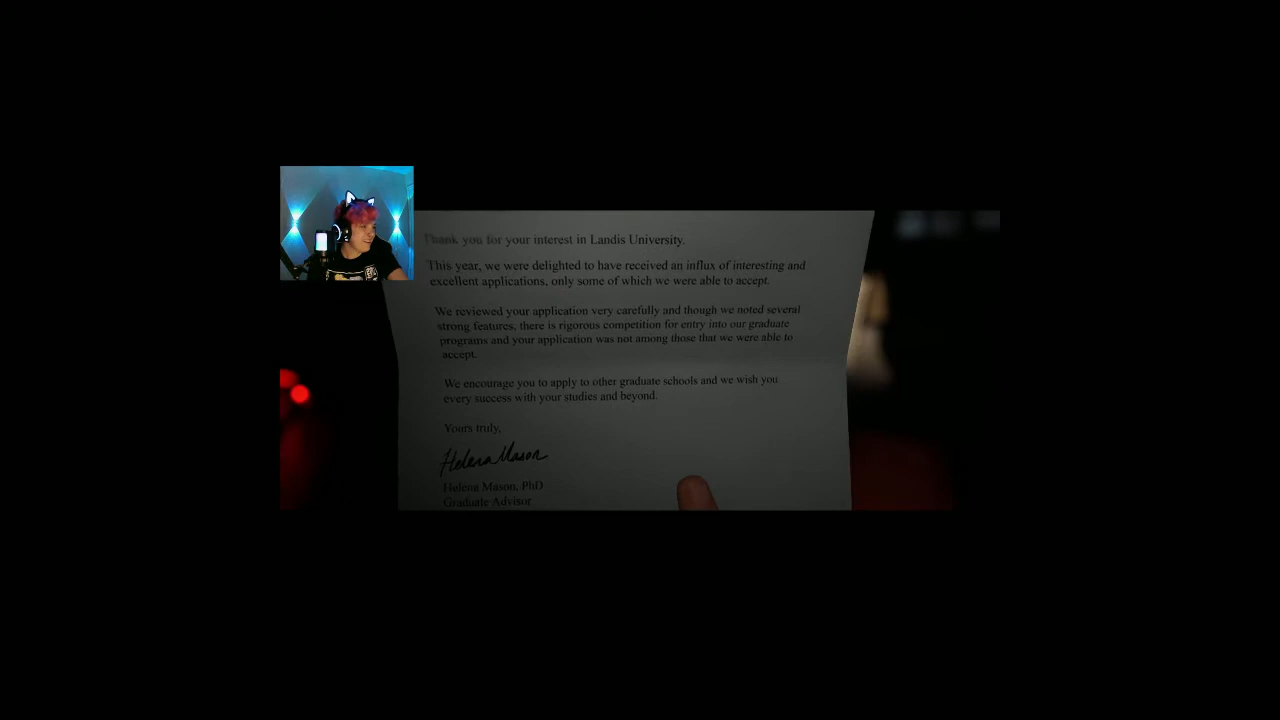 Thank you for your interest in Landis University.
This year, we were delighted to have received an influx of interesting and
excellent applications, only some of which we were able to accept.
We reviewed your application very carefully and though we noted several
strong features, there is rigorous competition for entry into our graduate
programs and your application was not among those that we were able to
accept.
We encourage you to apply to other graduate schools and we wish you
every success with your studies and beyond.
Yours truly,
Helena Mason
Helena Mason, PhD
Graduate Advisor